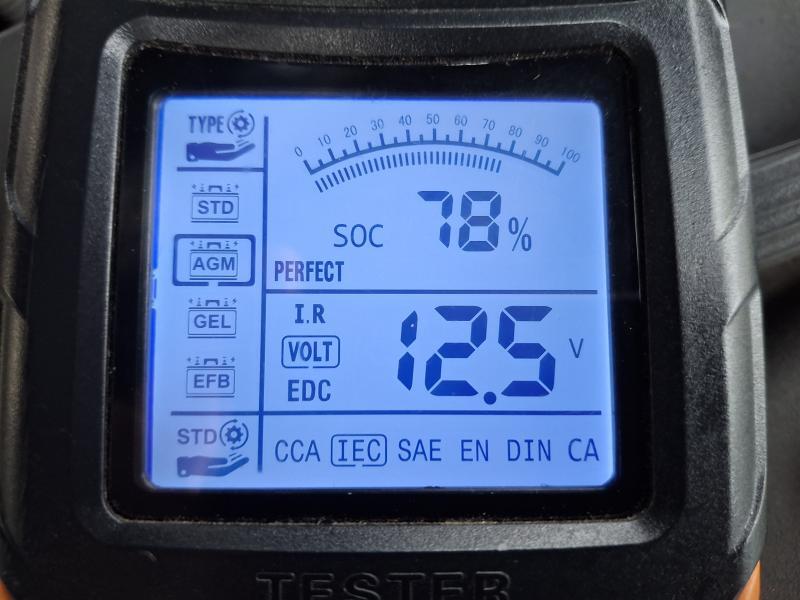 TYPE
0 10 20 30 40 50 60 70 80 90 100
STD
SOC 78%
AGM
PERFECT
GEL
I.R
VOLT
12.5 V
EFB
EDC
STD
CCA IEC SAE EN DIN CA
TESTER